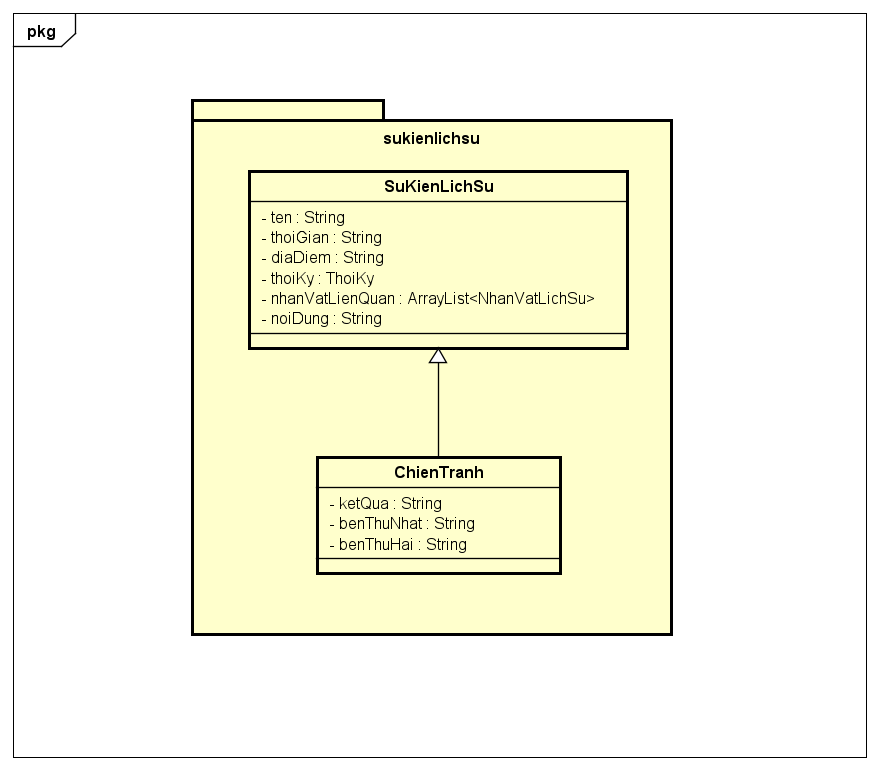 pkg
sukienlichsu
SuKienLichSu
- ten : String
- thoiGian : String
- diaDiem : String
- thoiKy : ThoiKy
- nhanVatLienQuan : ArrayList<NhanVatLichSu>
- noiDung : String
ChienTranh
- ketQua : String
- benThuNhat : String
- benThuHai : String